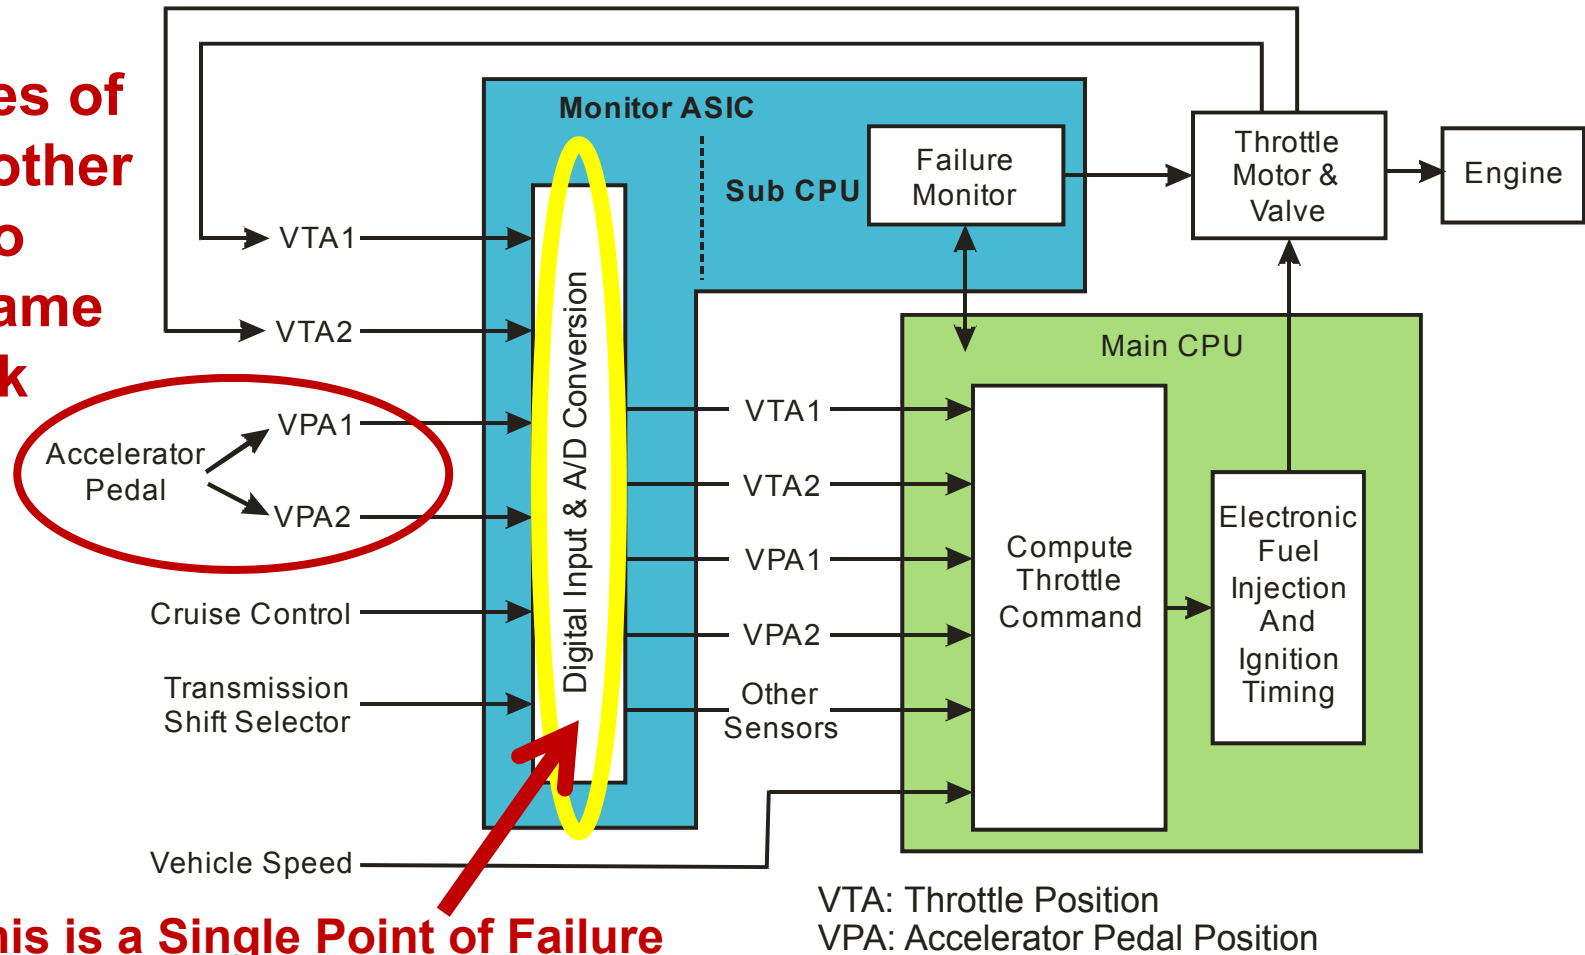 es of
other
o
ame
k
Monitor ASIC
Sub CPU
Failure
Monitor
Throttle
Motor &
Valve
Engine
VTA1
VTA2
VPA1
VPA2
Accelerator
Pedal
Cruise Control
Transmission
Shift Selector
Vehicle Speed
Digital Input & A/D Conversion
VTA1
VTA2
VPA1
VPA2
Other
Sensors
Main CPU
Compute
Throttle
Command
Electronic
Fuel
Injection
And
Ignition
Timing
his is a Single Point of Failure
VTA: Throttle Position
VPA: Accelerator Pedal Position